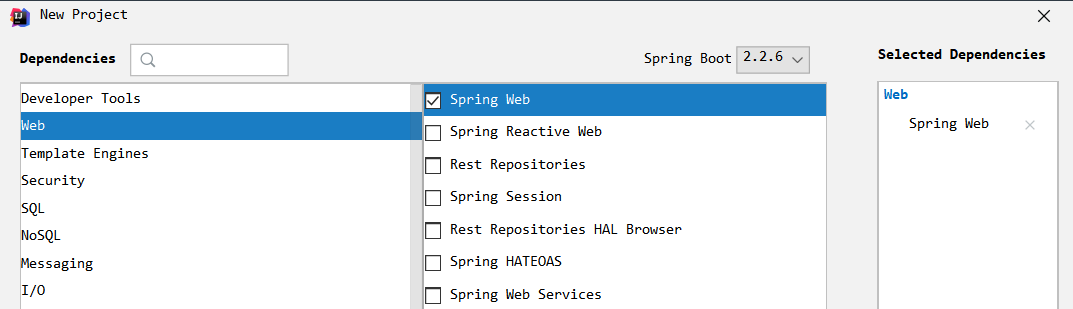 New Project
Dependencies
Spring Boot 2.2.6
Selected Dependencies
Developer Tools
Web
Template Engines
Security
SQL
NoSQL
Messaging
I/O
Spring Web
Spring Reactive Web
Rest Repositories
Spring Session
Rest Repositories HAL Browser
Spring HATEOAS
Spring Web Services
Web
Spring Web